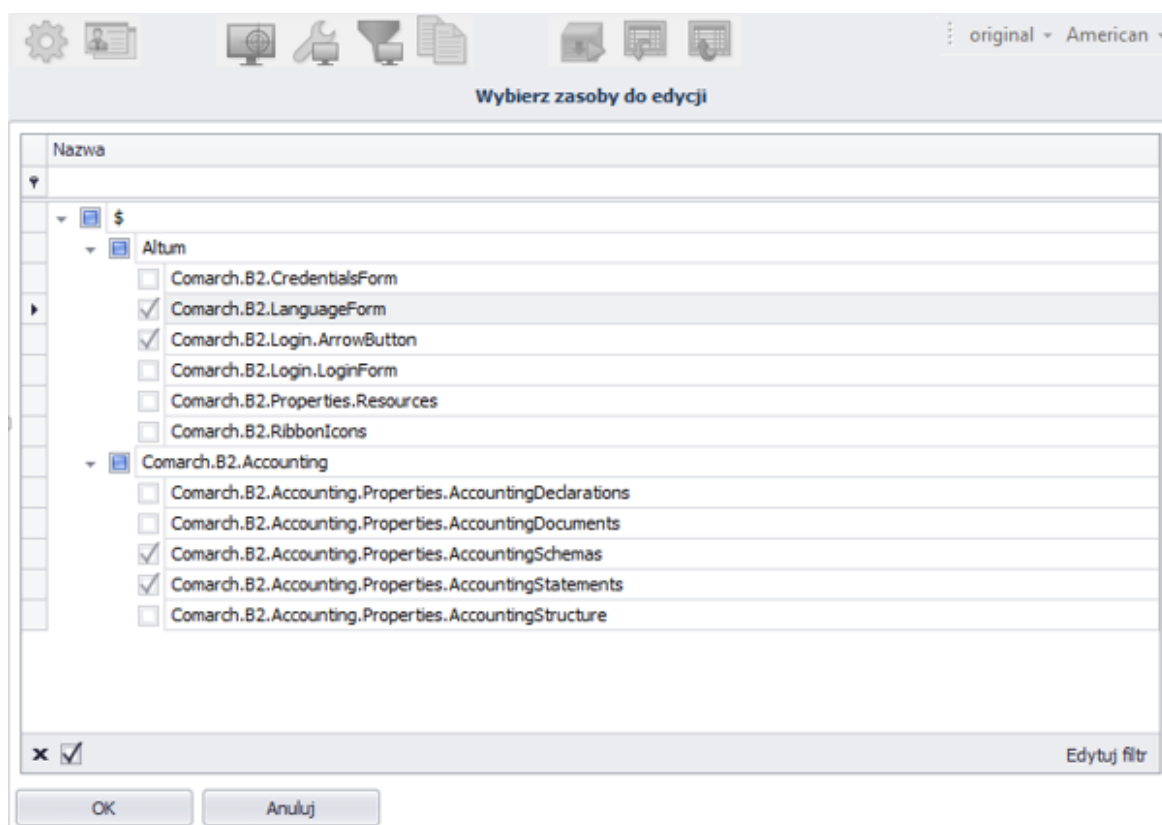 original American
Wybierz zasoby do edycji
Nazwa
$
Altum
Comarch.B2.CredentialsForm
Comarch.B2.LanguageForm
Comarch.B2.Login.ArrowButton
Comarch.B2.Login.LoginForm
Comarch.B2.Properties.Resources
Comarch.B2.RibbonIcons
Comarch.B2.Accounting
Comarch.B2.Accounting.Properties.AccountingDeclarations
Comarch.B2.Accounting.Properties.AccountingDocuments
Comarch.B2.Accounting.Properties.AccountingSchemas
Comarch.B2.Accounting.Properties.AccountingStatements
Comarch.B2.Accounting.Properties.AccountingStructure
Edytuj filtr
OK Anuluj